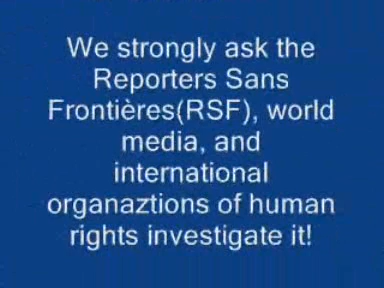 We strongly ask the
Reporters Sans
Frontières(RSF), world
media, and
international
organaztions of human
rights investigate it!